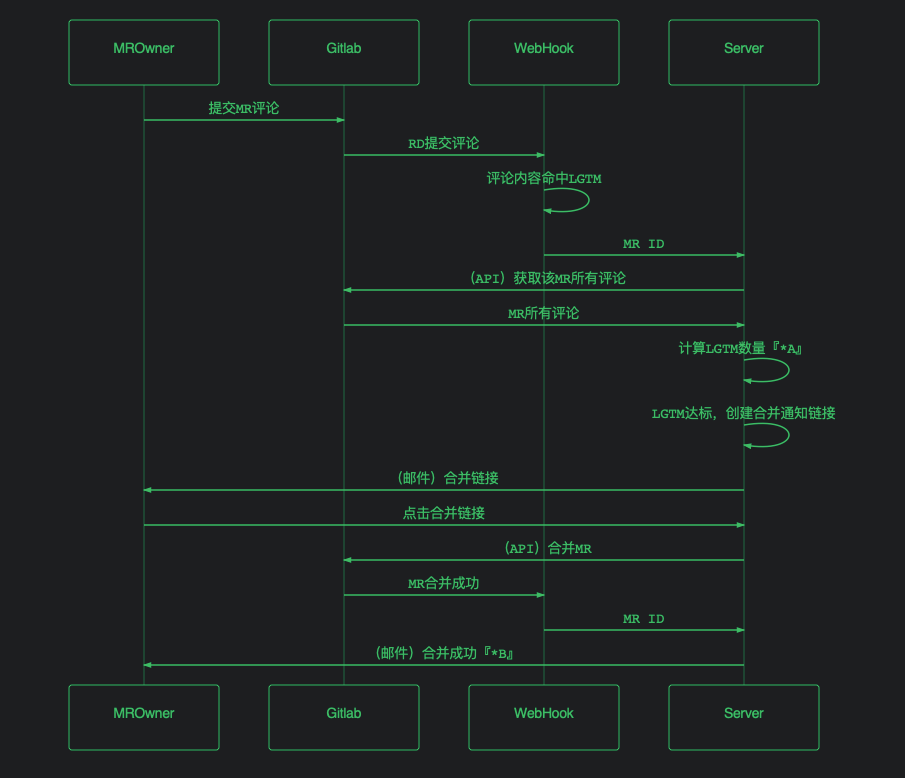 MROwner
Gitlab
WebHook
Server
提交MR评论
RD提交评论
评论内容命中LGTM
MR ID
(API) 获取该MR所有评论
MR所有评论
计算LGTM数量『*A』
LGTM达标, 创建合并通知链接
(邮件) 合并链接
点击合并链接
(API) 合并MR
MR合并成功
MR ID
(邮件) 合并成功『*B』
MROwner
Gitlab
WebHook
Server